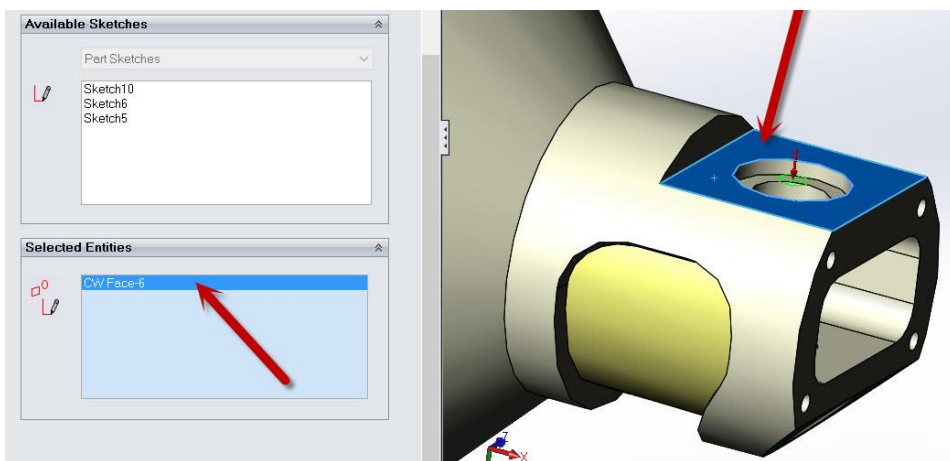 Available Sketches
Part Sketches
Sketch10
Sketch6
Sketch5
Selected Entities
CW Face-6
Z
X